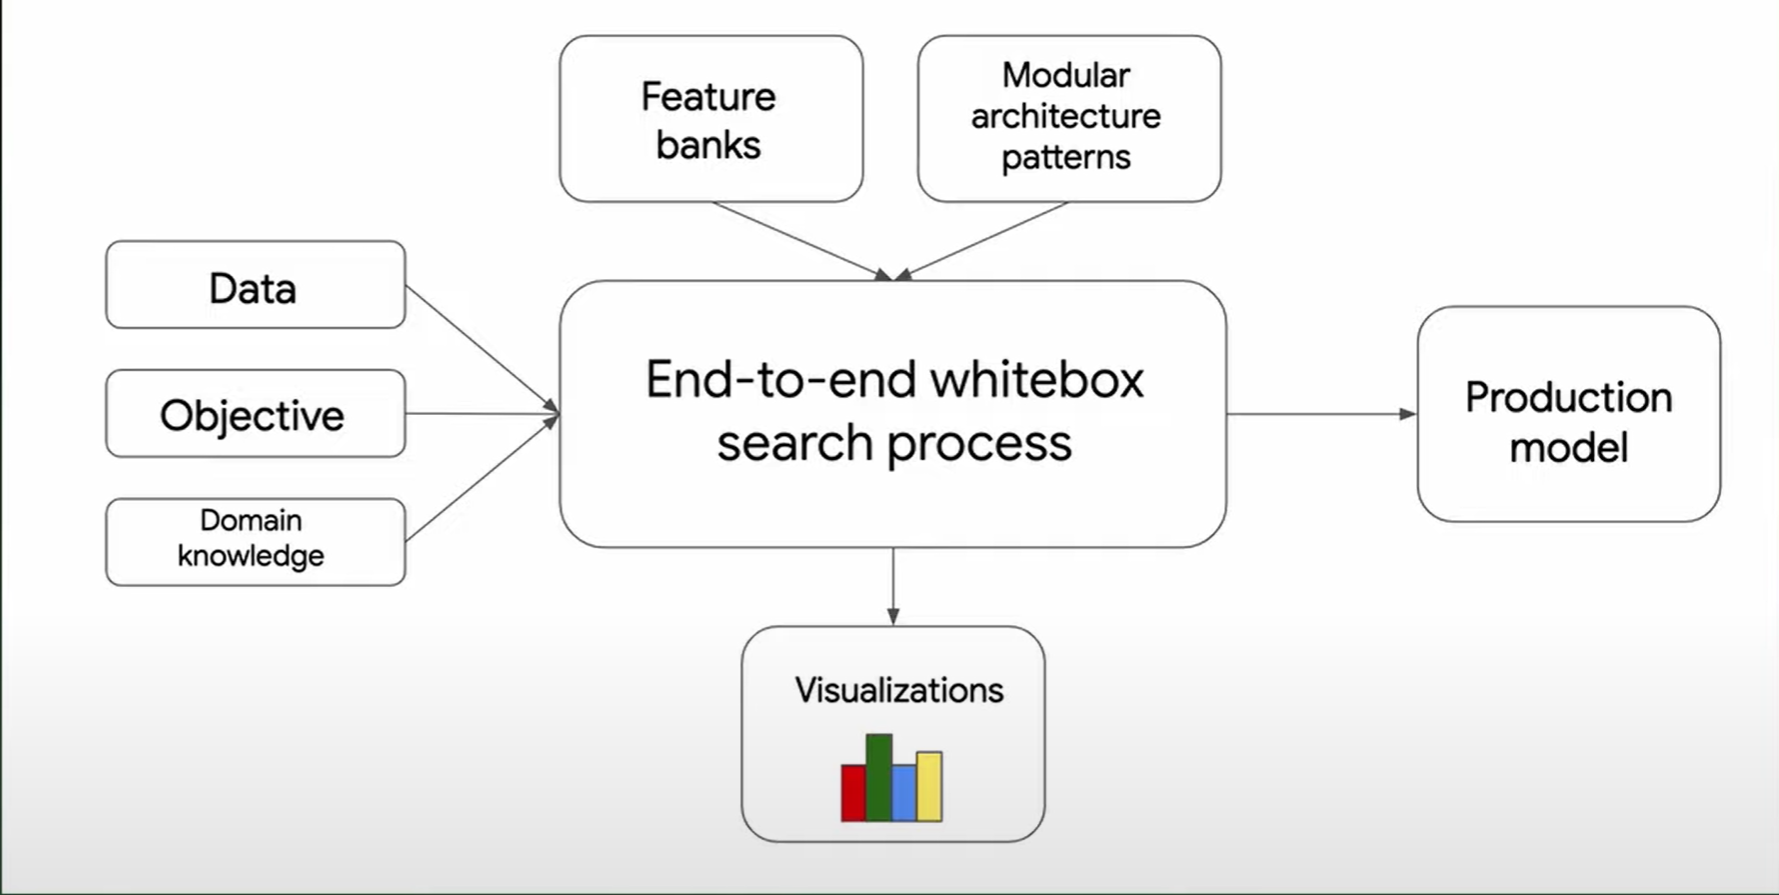 Feature
banks
Modular
architecture
patterns
Data
Objective
Domain
knowledge
End-to-end whitebox
search process
Production
model
Visualizations